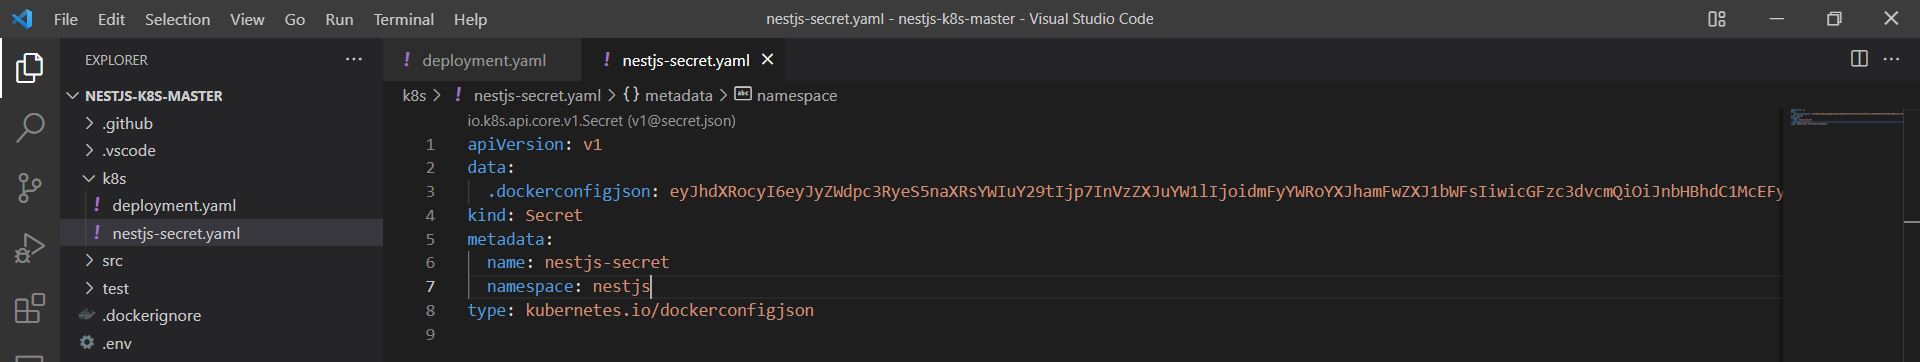 File Edit Selection View Go Run Terminal Help
nestjs-secret.yaml - nestjs-k8s-master - Visual Studio Code
EXPLORER
NESTJS-K8S-MASTER
.github
.vscode
k8s
! deployment.yaml
! nestjs-secret.yaml
src
test
.dockerignore
.env
! deployment.yaml
! nestjs-secret.yaml
k8s > ! nestjs-secret.yaml > {} metadata > abc namespace
io.k8s.api.core.v1.Secret (v1@secret.json)
1 apiVersion: v1
2 data:
3 .dockerconfigjson: eyJhdXRocyI6eyJyZWdpc3RyeS5naXRsYWIuY29tIjp7InVzZXJuYW1lIjoidmFyYWRoYXJhamFwZXJ1bWFsIiwicGFzc3dvcmQiOiJnbHBhdC1McEFy
4 kind: Secret
5 metadata:
6 name: nestjs-secret
7 namespace: nestjs
8 type: kubernetes.io/dockerconfigjson
9